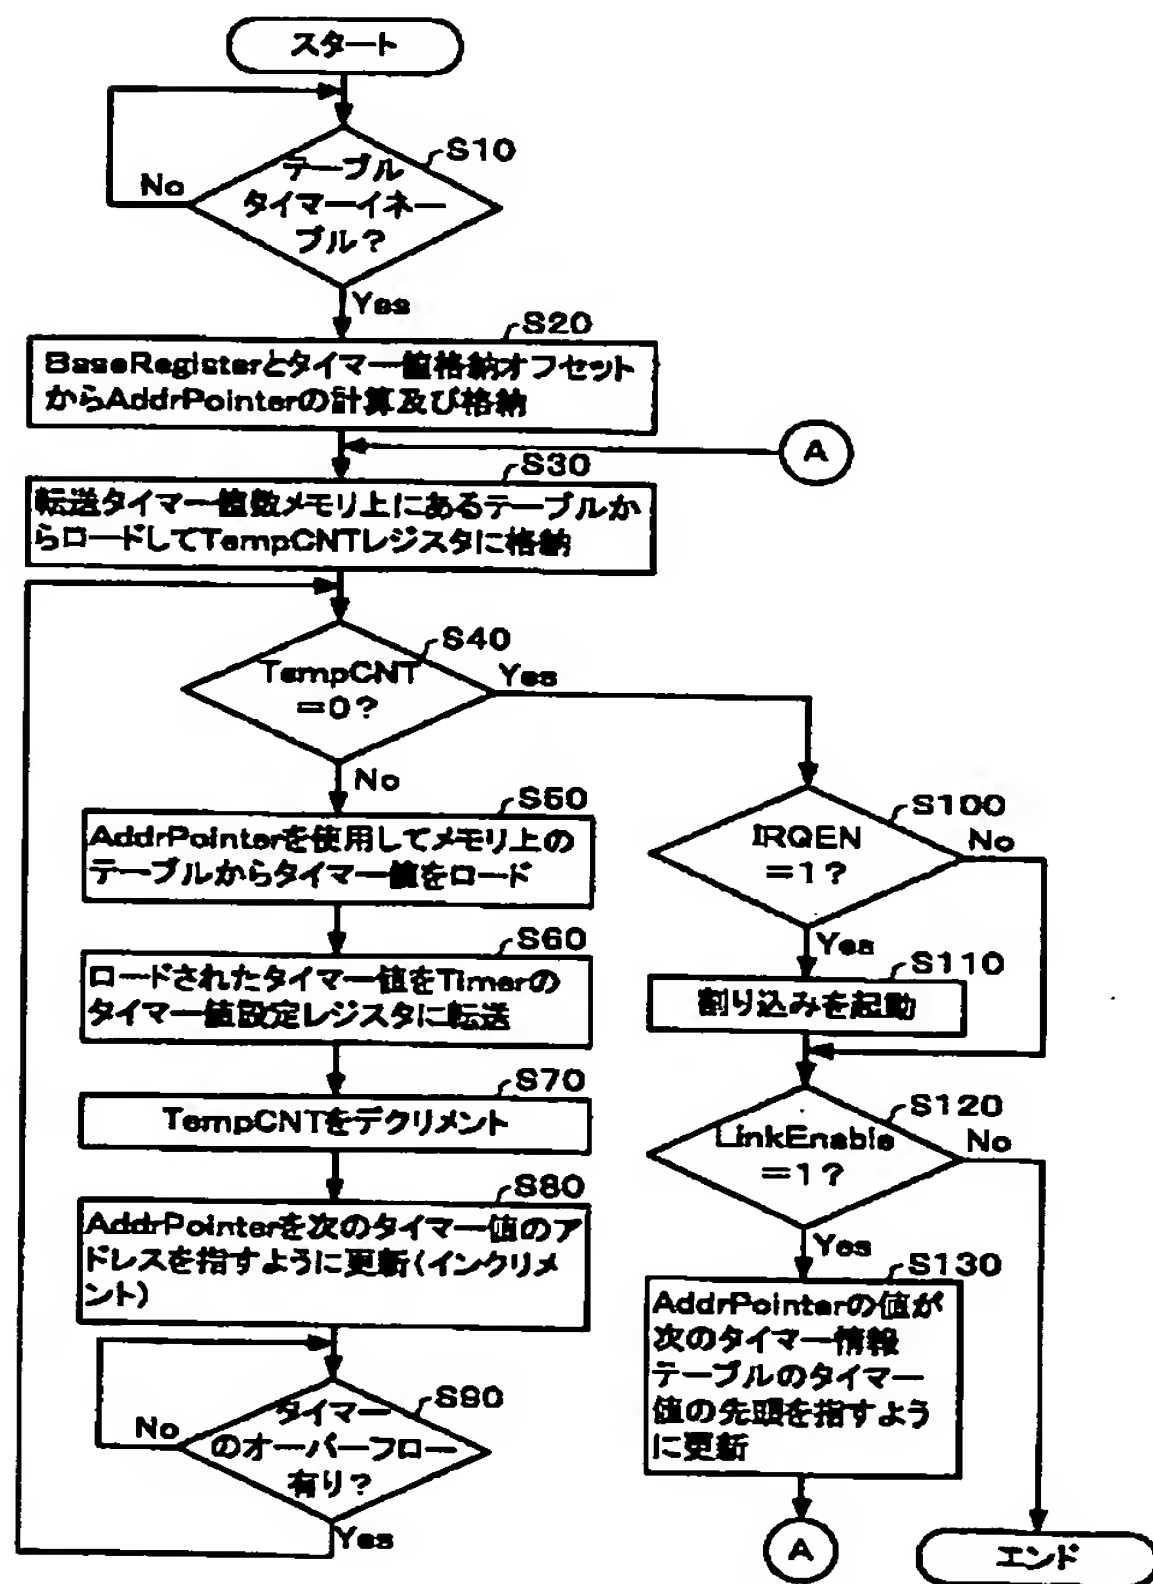 スタート
S10
テーブル
タイマーイネー
ブル?
No
Yes
S20
BaseRegisterとタイマー値格納オフセット
からAddrPointerの計算及び格納
A
S30
転送タイマー値数メモリ上にあるテーブルか
らロードしてTempCNTレジスタに格納
S40
TempCNT
=0?
Yes
No
S50
AddrPointerを使用してメモリ上の
テーブルからタイマー値をロード
S60
ロードされたタイマー値をTimerの
タイマー値設定レジスタに転送
S70
TempCNTをデクリメント
S80
AddrPointerを次のタイマー値のア
ドレスを指すように更新(インクリメ
ント)
S90
タイマー
のオーバーフロー
有り?
No
Yes
S100
IRQEN
=1?
No
Yes
S110
割り込みを起動
S120
LinkEnable
=1?
No
Yes
S130
AddrPointerの値が
次のタイマー情報
テーブルのタイマー
値の先頭を指すよう
に更新
A
エンド